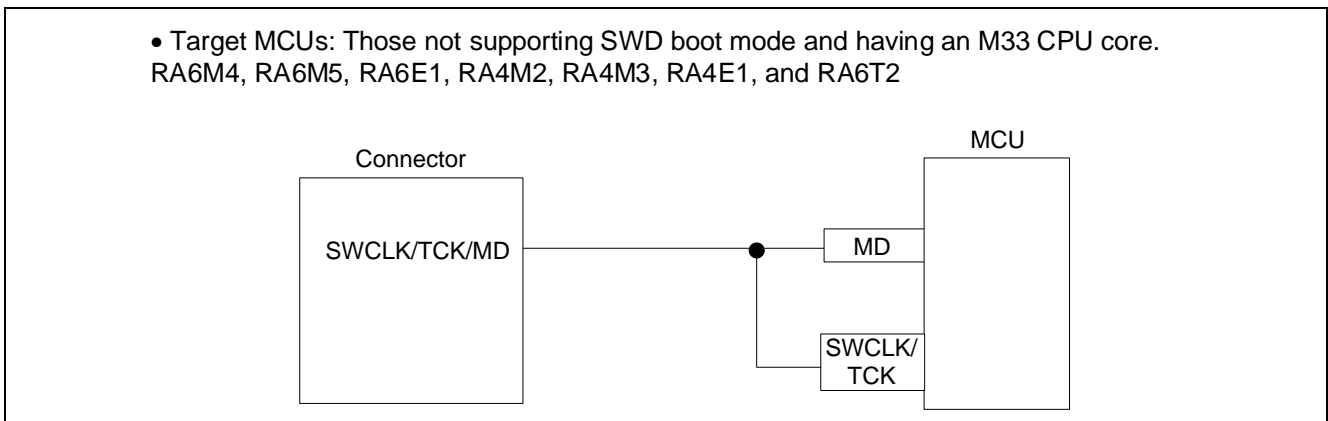 • Target MCUs: Those not supporting SWD boot mode and having an M33 CPU core.
RA6M4, RA6M5, RA6E1, RA4M2, RA4M3, RA4E1, and RA6T2
MCU
Connector
SWCLK/TCK/MD
MD
SWCLK/
TCK